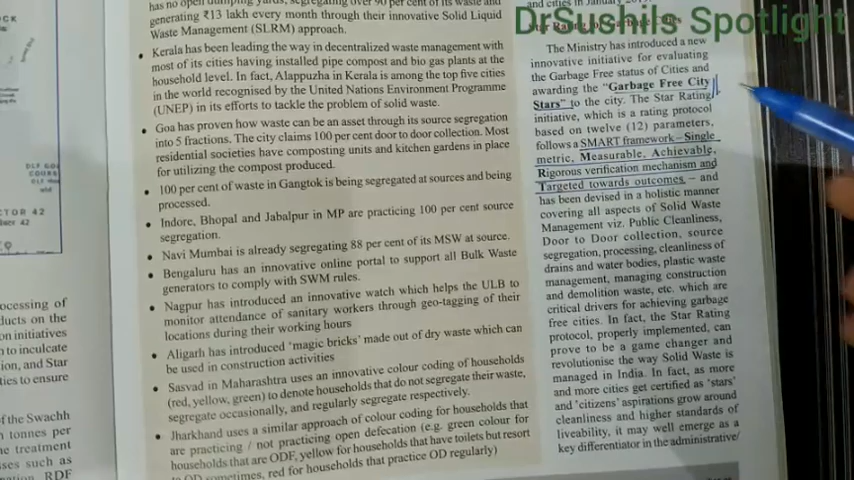 DrSushils Spotlight
OCK
DLF GOL
COURS
DLF
CTOR 42
ocessing of
ducts on the
on initiatives
n to inculcate
ion, and Star
ties to ensure
of the Swachh
n tonnes per
e treatment
ses such as
RDF
has no open dumping yards, segregating over 90 per cent of its waste and
generating ₹13 lakh every month through their innovative Solid Liquid
Waste Management (SLRM) approach.
• Kerala has been leading the way in decentralized waste management with
most of its cities having installed pipe compost and bio gas plants at the
household level. In fact, Alappuzha in Kerala is among the top five cities
in the world recognised by the United Nations Environment Programme
(UNEP) in its efforts to tackle the problem of solid waste.
• Goa has proven how waste can be an asset through its source segregation
into 5 fractions. The city claims 100 per cent door to door collection. Most
residential societies have composting units and kitchen gardens in place
for utilizing the compost produced.
• 100 per cent of waste in Gangtok is being segregated at sources and being
processed.
• Indore, Bhopal and Jabalpur in MP are practicing 100 per cent source
segregation.
• Navi Mumbai is already segregating 88 per cent of its MSW at source.
• Bengaluru has an innovative online portal to support all Bulk Waste
generators to comply with SWM rules.
• Nagpur has introduced an innovative watch which helps the ULB to
monitor attendance of sanitary workers through geo-tagging of their
locations during their working hours
• Aligarh has introduced ‘magic bricks’ made out of dry waste which can
be used in construction activities
• Sasvad in Maharashtra uses an innovative colour coding of households
(red, yellow, green) to denote households that do not segregate their waste,
segregate occasionally, and regularly segregate respectively.
• Jharkhand uses a similar approach of colour coding for households that
are practicing / not practicing open defecation (e.g. green colour for
households that are ODF, yellow for households that have toilets but resort
to OD sometimes, red for households that practice OD regularly)
and cities in January
Star Rating for Garbage Cities
The Ministry has introduced a new
innovative initiative for evaluating
the Garbage Free status of Cities and
awarding the “Garbage Free City
Stars” to the city. The Star Rating
initiative, which is a rating protocol
based on twelve (12) parameters,
follows a SMART framework – Single
metric, Measurable, Achievable,
Rigorous verification mechanism and
Targeted towards outcomes – and
has been devised in a holistic manner
covering all aspects of Solid Waste
Management viz. Public Cleanliness,
Door to Door collection, source
segregation, processing, cleanliness of
drains and water bodies, plastic waste
management, managing construction
and demolition waste, etc. which are
critical drivers for achieving garbage
free cities. In fact, the Star Rating
protocol, properly implemented, can
prove to be a game changer and
revolutionise the way Solid Waste is
managed in India. In fact, as more
and more cities get certified as ‘stars’
and ‘citizens’ aspirations grow around
cleanliness and higher standards of
liveability, it may well emerge as a
key differentiator in the administrative/